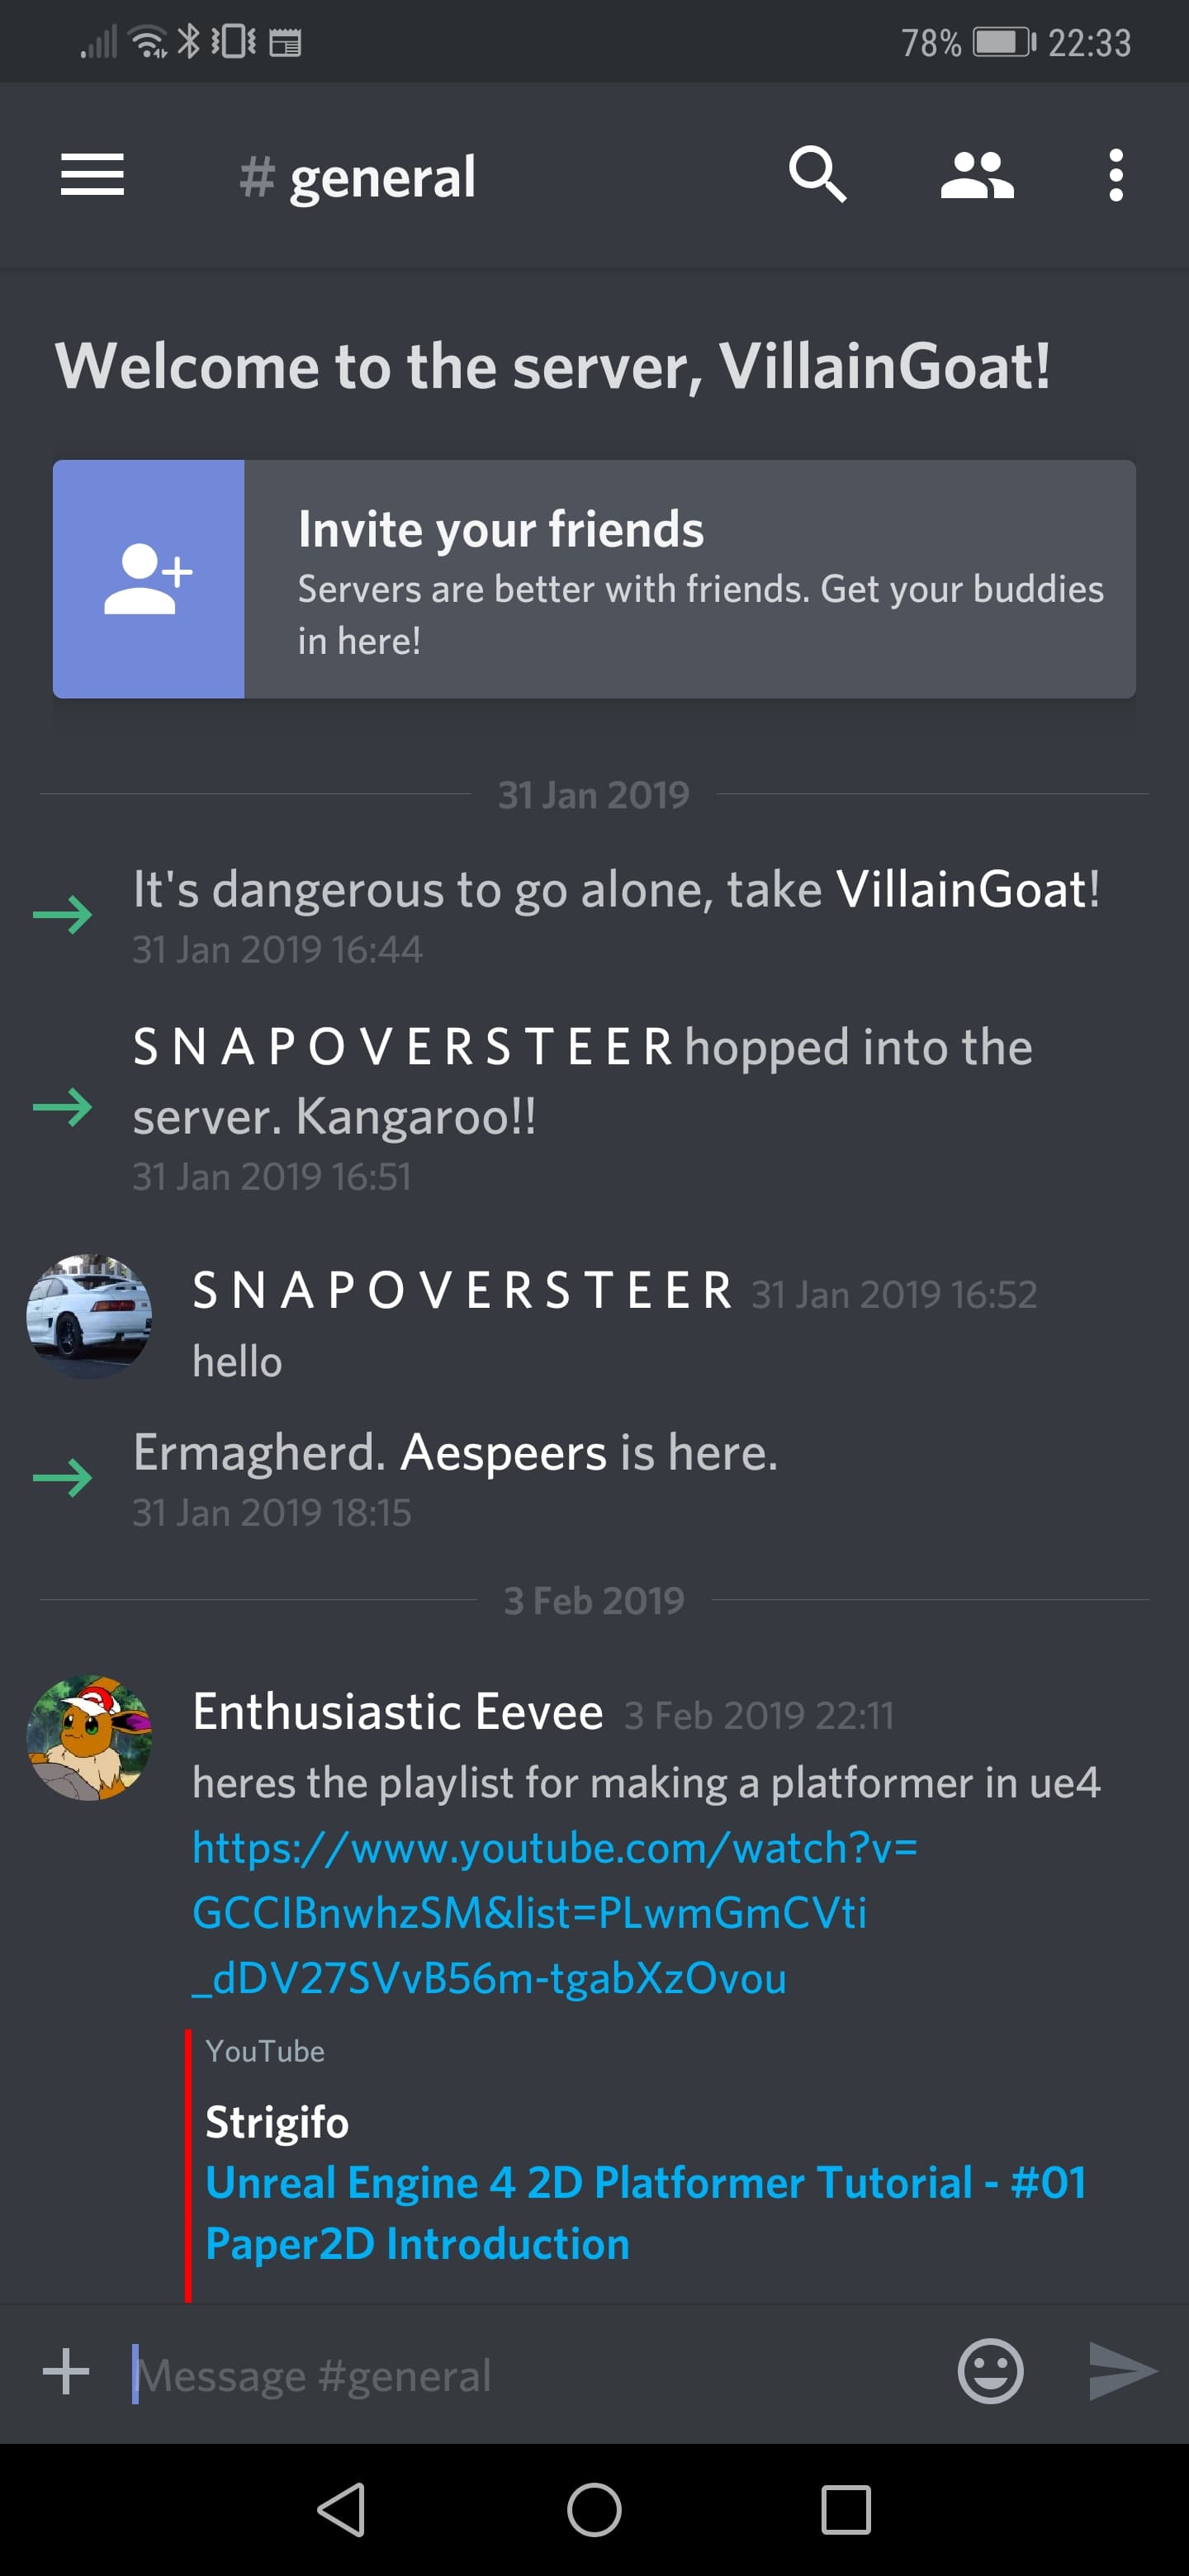 78% 22:33
# general
Welcome to the server, VillainGoat!
Invite your friends
Servers are better with friends. Get your buddies
in here!
31 Jan 2019
It's dangerous to go alone, take VillainGoat!
31 Jan 2019 16:44
S N A P O V E R S T E E R hopped into the
server. Kangaroo!!
31 Jan 2019 16:51
S N A P O V E R S T E E R 31 Jan 2019 16:52
hello
Ermagherd. Aespeers is here.
31 Jan 2019 18:15
3 Feb 2019
Enthusiastic Eevee 3 Feb 2019 22:11
heres the playlist for making a platformer in ue4
https://www.youtube.com/watch?v=
GCCIBnwhzSM&list=PLwmGmCVti
_dDV27SVvB56m-tgabXzOvou
YouTube
Strigifo
Unreal Engine 4 2D Platformer Tutorial - #01
Paper2D Introduction
Message #general